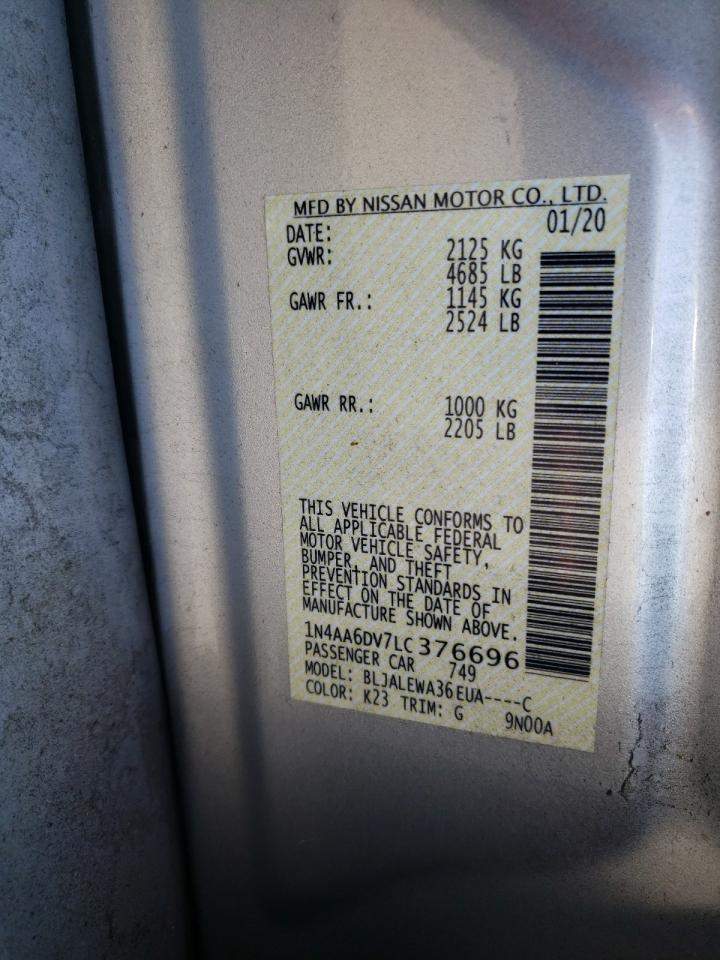 MFD BY NISSAN MOTOR CO., LTD.
DATE: 01/20
GVWR: 2125 KG
4685 LB
GAWR FR.: 1145 KG
2524 LB
GAWR RR.: 1000 KG
2205 LB
THIS VEHICLE CONFORMS TO
ALL APPLICABLE FEDERAL
MOTOR VEHICLE SAFETY,
BUMPER, AND THEFT
PREVENTION STANDARDS IN
EFFECT ON THE DATE OF
MANUFACTURE SHOWN ABOVE.
1N4AA6DV7LC376696
PASSENGER CAR 749
MODEL: BLJALEWA36EUA----C
COLOR: K23 TRIM: G 9N00A